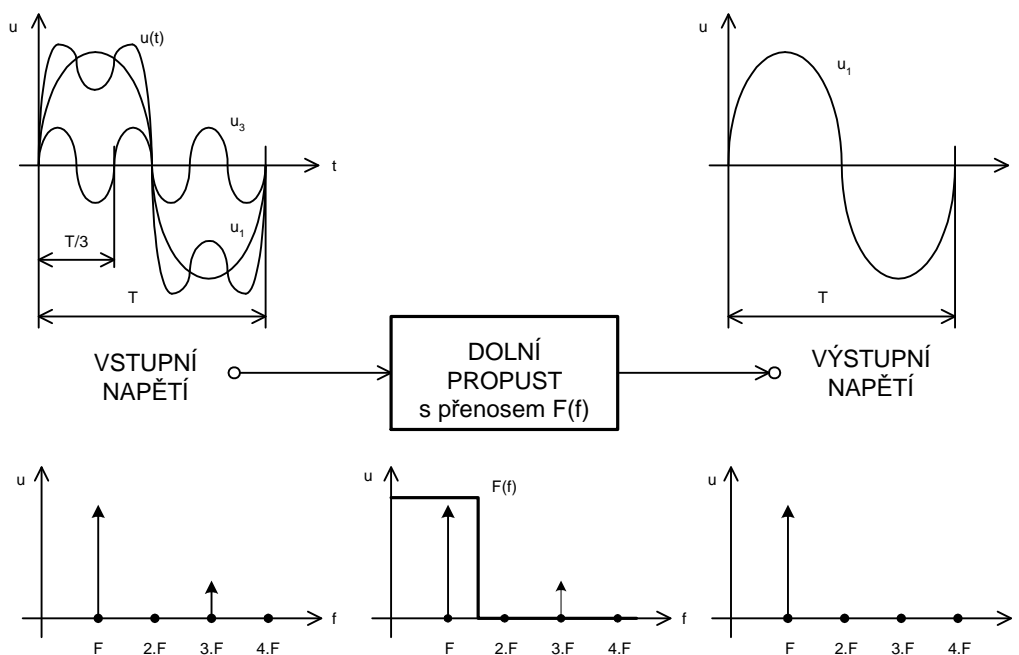 u
u(t)
u₃
t
u₁
T/3
T
u₁
T
VSTUPNÍ
NAPĚTÍ
DOLNÍ
PROPUST
s přenosem F(f)
VÝSTUPNÍ
NAPĚTÍ
u
f
F 2.F 3.F 4.F
u
F(f)
f
F 2.F 3.F 4.F
u
F 2.F 3.F 4.F